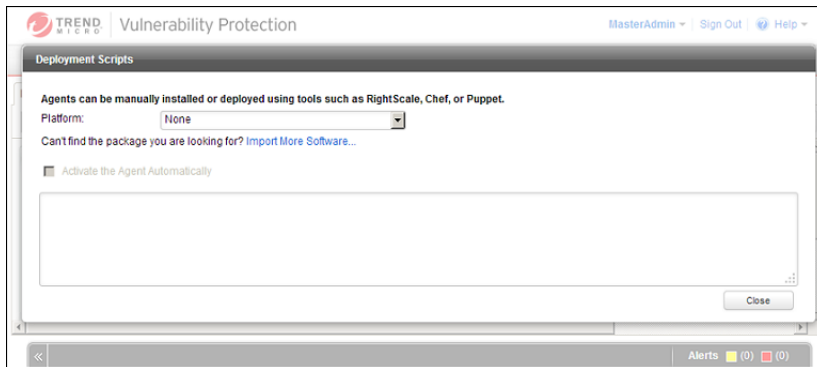 TREND MICRO Vulnerability Protection MasterAdmin Sign Out Help
Deployment Scripts
Agents can be manually installed or deployed using tools such as RightScale, Chef, or Puppet.
Platform: None
Can't find the package you are looking for? Import More Software...
Activate the Agent Automatically
Close
Alerts (0) (0)